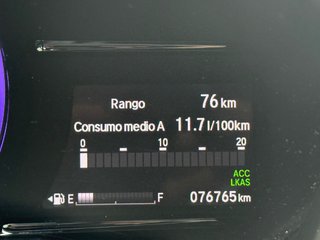 Rango 76 km
Consumo medio A 11.7 l/100km
0 10 20
ACC
LKAS
E F 076765 km